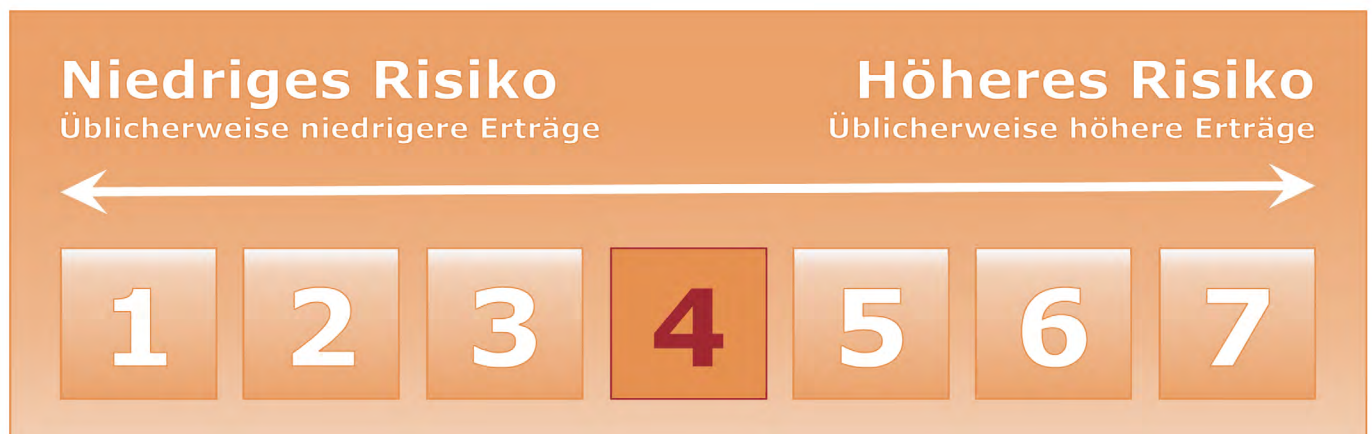 Niedriges Risiko Höheres Risiko
Üblicherweise niedrigere Erträge Üblicherweise höhere Erträge
1 2 3 4 5 6 7